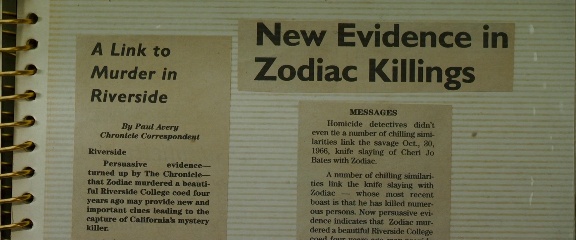 A Link to
Murder in
Riverside
By Paul Avery
Chronicle Correspondent
Riverside
Persuasive evidence—
turned up by The Chronicle—
that Zodiac murdered a beauti-
ful Riverside College coed four
years ago may provide new and
important clues leading to the
capture of California's mystery
killer.
New Evidence in
Zodiac Killings
MESSAGES
Homicide detectives didn't
even tie a number of chilling simi-
larities link the savage Oct., 30,
1966, knife slaying of Cheri Jo
Bates with Zodiac.
A number of chilling similari-
ties link the knife slaying with
Zodiac — whose most recent
boast is that he has killed numer-
ous persons. Now persuasive evi-
dence indicates that Zodiac mur-
dered a beautiful Riverside College
coed four years ago